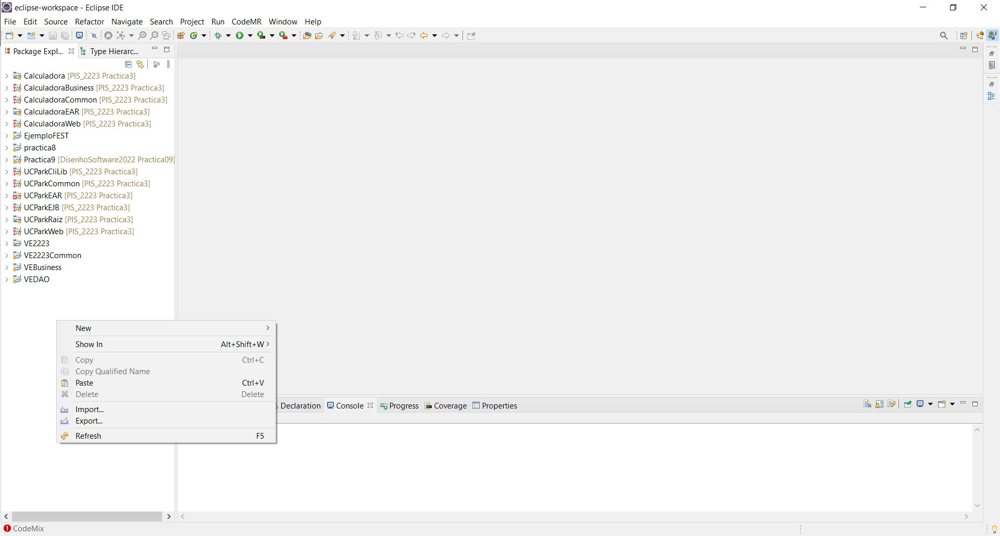 eclipse-workspace - Eclipse IDE
File Edit Source Refactor Navigate Search Project Run CodeMR Window Help
Package Expl... Type Hierarc...
Calculadora [PIS_2223 Practica3]
CalculadoraBusiness [PIS_2223 Practica3]
CalculadoraCommon [PIS_2223 Practica3]
CalculadoraEAR [PIS_2223 Practica3]
CalculadoraWeb [PIS_2223 Practica3]
EjemploFEST
practica8
Practica9 [DisenhoSoftware2022 Practica09]
UCParkCliLib [PIS_2223 Practica3]
UCParkCommon [PIS_2223 Practica3]
UCParkEAR [PIS_2223 Practica3]
UCParkEJB [PIS_2223 Practica3]
UCParkRaiz [PIS_2223 Practica3]
UCParkWeb [PIS_2223 Practica3]
VE2223
VE2223Common
VEBusiness
VEDAO
New
Show In Alt+Shift+W
Copy Ctrl+C
Copy Qualified Name
Paste Ctrl+V
Delete Delete
Import...
Export...
Refresh F5
Declaration Console Progress Coverage Properties
CodeMix